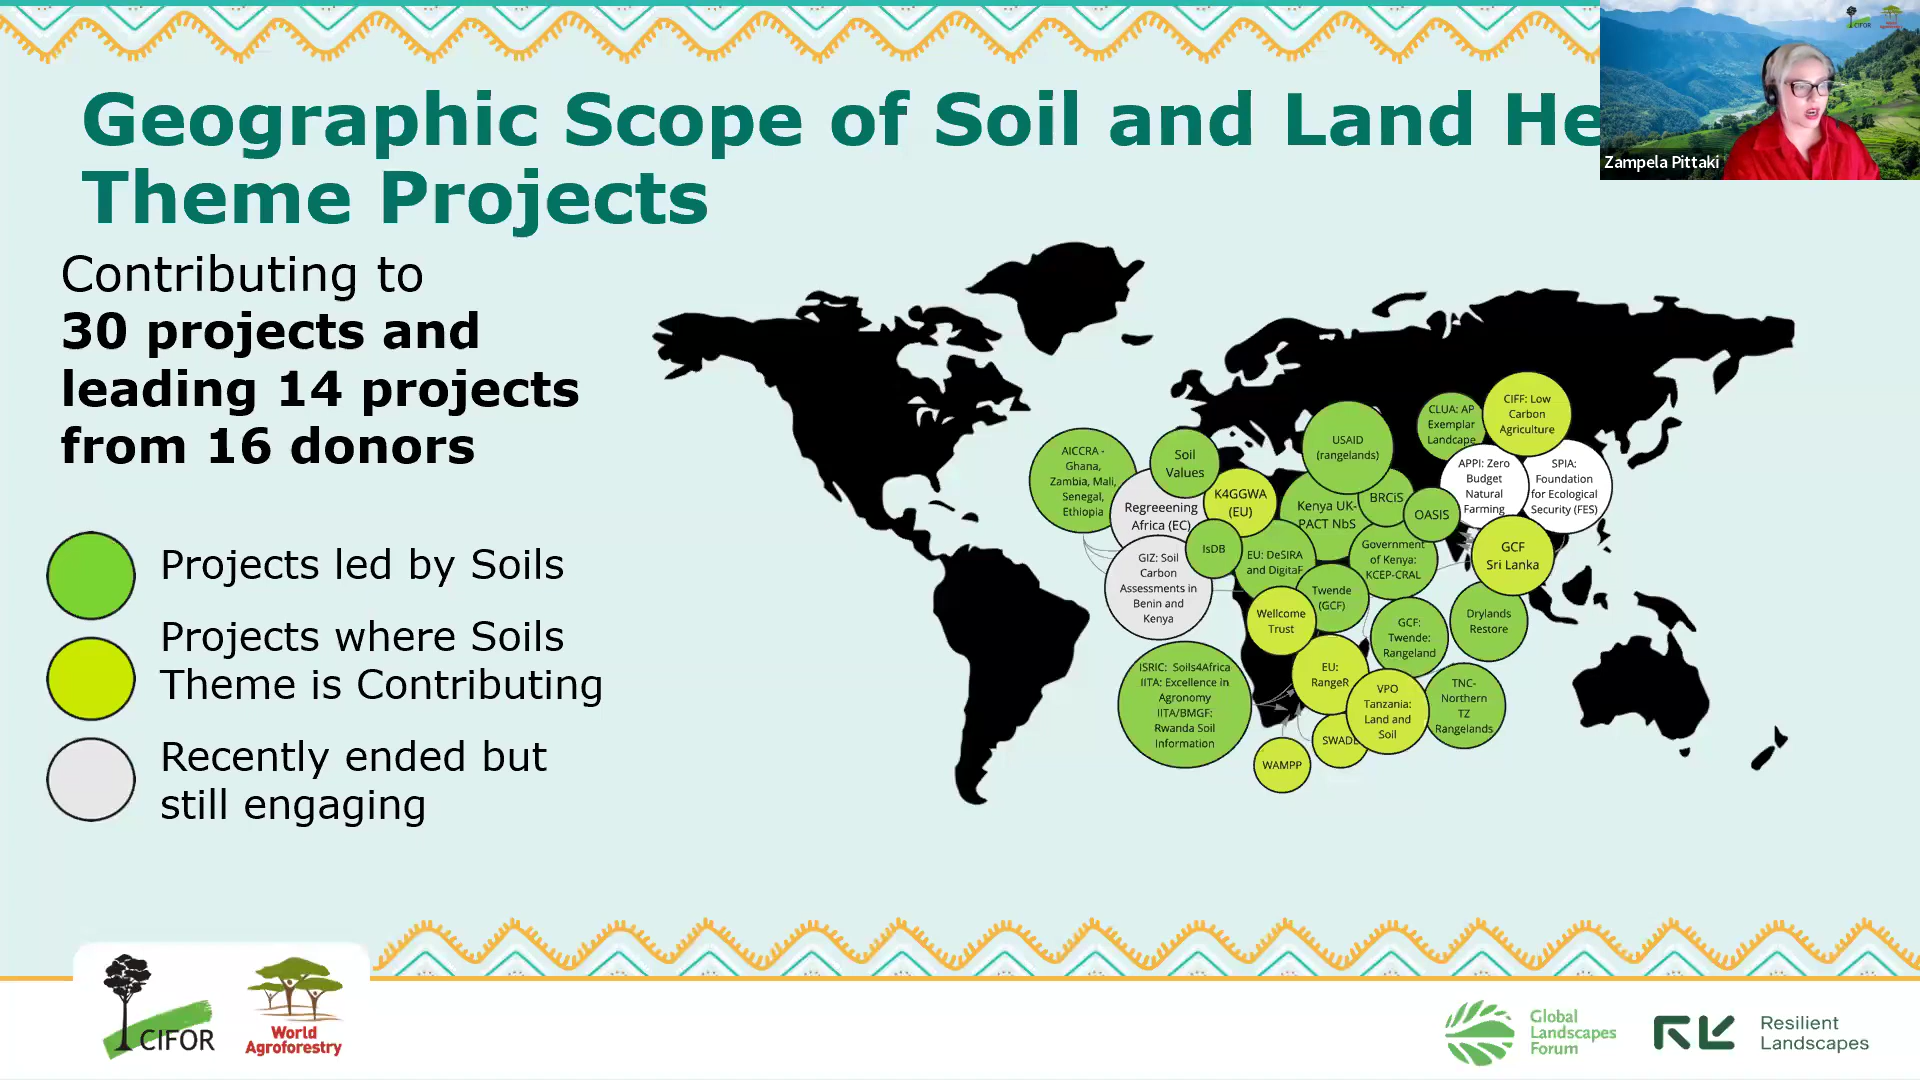 Geographic Scope of Soil and Land He
Theme Projects
Zampela Pittaki
Contributing to
30 projects and
leading 14 projects
from 16 donors
Projects led by Soils
Projects where Soils
Theme is Contributing
Recently ended but
still engaging
AICCRA -
Ghana,
Zambia, Mali,
Senegal,
Ethiopia
Soil
Values
Regreeening
Africa (EC)
K4GGWA
(EU)
IsDB
GIZ: Soil
Carbon
Assessments in
Benin and
Kenya
USAID
(rangelands)
Kenya UK-
PACT NbS
BRCiS
OASIS
EU: DeSIRA
and DigitaF
Government
of Kenya:
KCEP-CRAL
Twende
(GCF)
Wellcome
Trust
CLUA: AP
Exemplar
Landcape
CIFF: Low
Carbon
Agriculture
APPI: Zero
Budget
Natural
Farming
SPIA:
Foundation
for Ecological
Security (FES)
GCF
Sri Lanka
GCF:
Twende:
Rangeland
Drylands
Restore
ISRIC: Soils4Africa
IITA: Excellence in
Agronomy
IITA/BMGF:
Rwanda Soil
Information
EU:
RangeR
VPO
Tanzania:
Land and
Soil
TNC-
Northern
TZ
Rangelands
SWADE
WAMPP
CIFOR
World
Agroforestry
Global
Landscapes
Forum
Resilient
Landscapes